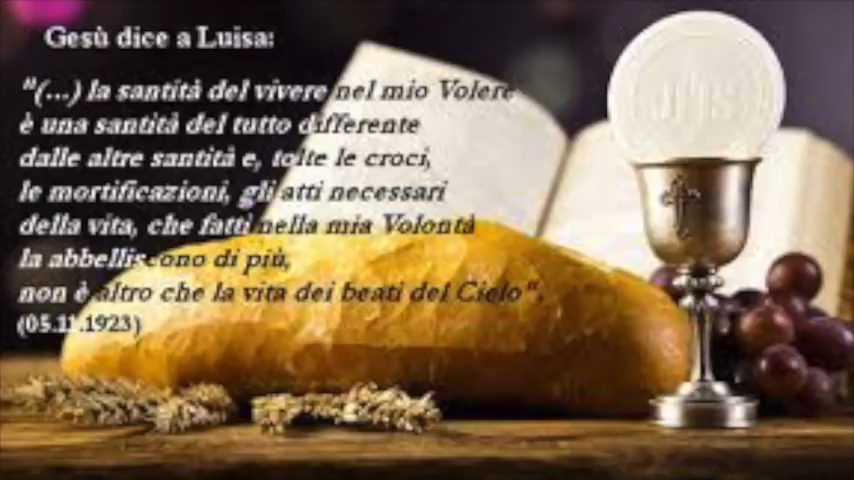 Gesù dice a Luisa:
"(...) la santità del vivere nel mio Volere
è una santità del tutto differente
dalle altre santità e, tolte le croci,
le mortificazioni, gli atti necessari
della vita, che fatti nella mia Volontà
la abbelliscono di più,
non è altro che la vita dei beati del Cielo".
(05.11.1923)
IHS